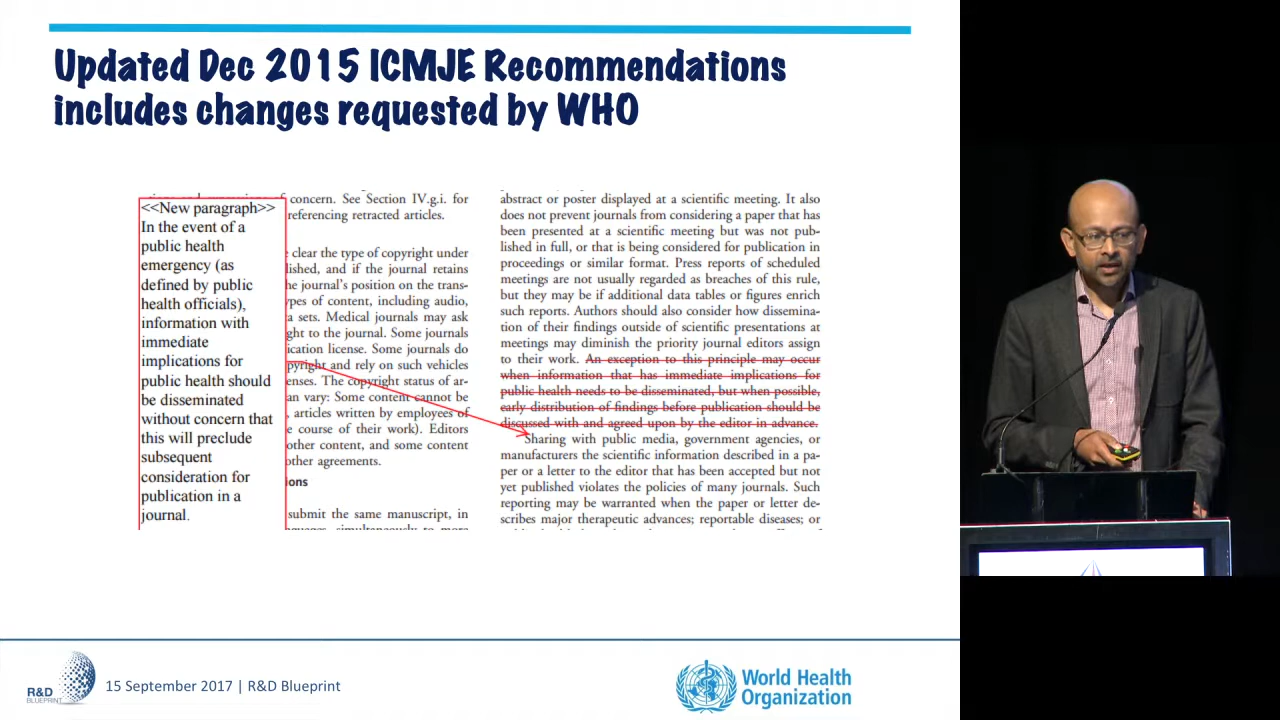 Updated Dec 2015 ICMJE Recommendations
includes changes requested by WHO
<<New paragraph>>
In the event of a
public health
emergency (as
defined by public
health officials),
information with
immediate
implications for
public health should
be disseminated
without concern that
this will preclude
subsequent
consideration for
publication in a
journal.
concern. See Section IV.g.i. for
referencing retracted articles.
clear the type of copyright under
lished, and if the journal retains
he journal's position on the trans-
ypes of content, including audio,
a sets. Medical journals may ask
ght to the journal. Some journals
ication license. Some journals do
pyright and rely on such vehicles
enses. The copyright status of ar-
an vary: Some content cannot be
articles written by employees of
e course of their work). Editors
other content, and some content
other agreements.
ons
submit the same manuscript, in
abstract or poster displayed at a scientific meeting. It also
does not prevent journals from considering a paper that has
been presented at a scientific meeting but was not pub-
lished in full, or that is being considered for publication in
proceedings or similar format. Press reports of scheduled
meetings are not usually regarded as breaches of this rule,
but they may be if additional data tables or figures enrich
such reports. Authors should also consider how dissemina-
tion of their findings outside of scientific presentations at
meetings may diminish the priority journal editors assign
to their work. An exception to this principle may occur
when information that has immediate implications for
public health needs to be disseminated, but when possible,
early distribution of findings before publication should be
discussed with and agreed upon by the editor in advance.
Sharing with public media, government agencies, or
manufacturers the scientific information described in a pa-
per or a letter to the editor that has been accepted but not
yet published violates the policies of many journals. Such
reporting may be warranted when the paper or letter de-
scribes major therapeutic advances; reportable diseases; or
R&D
BLUEPRINT
15 September 2017 | R&D Blueprint
World Health
Organization